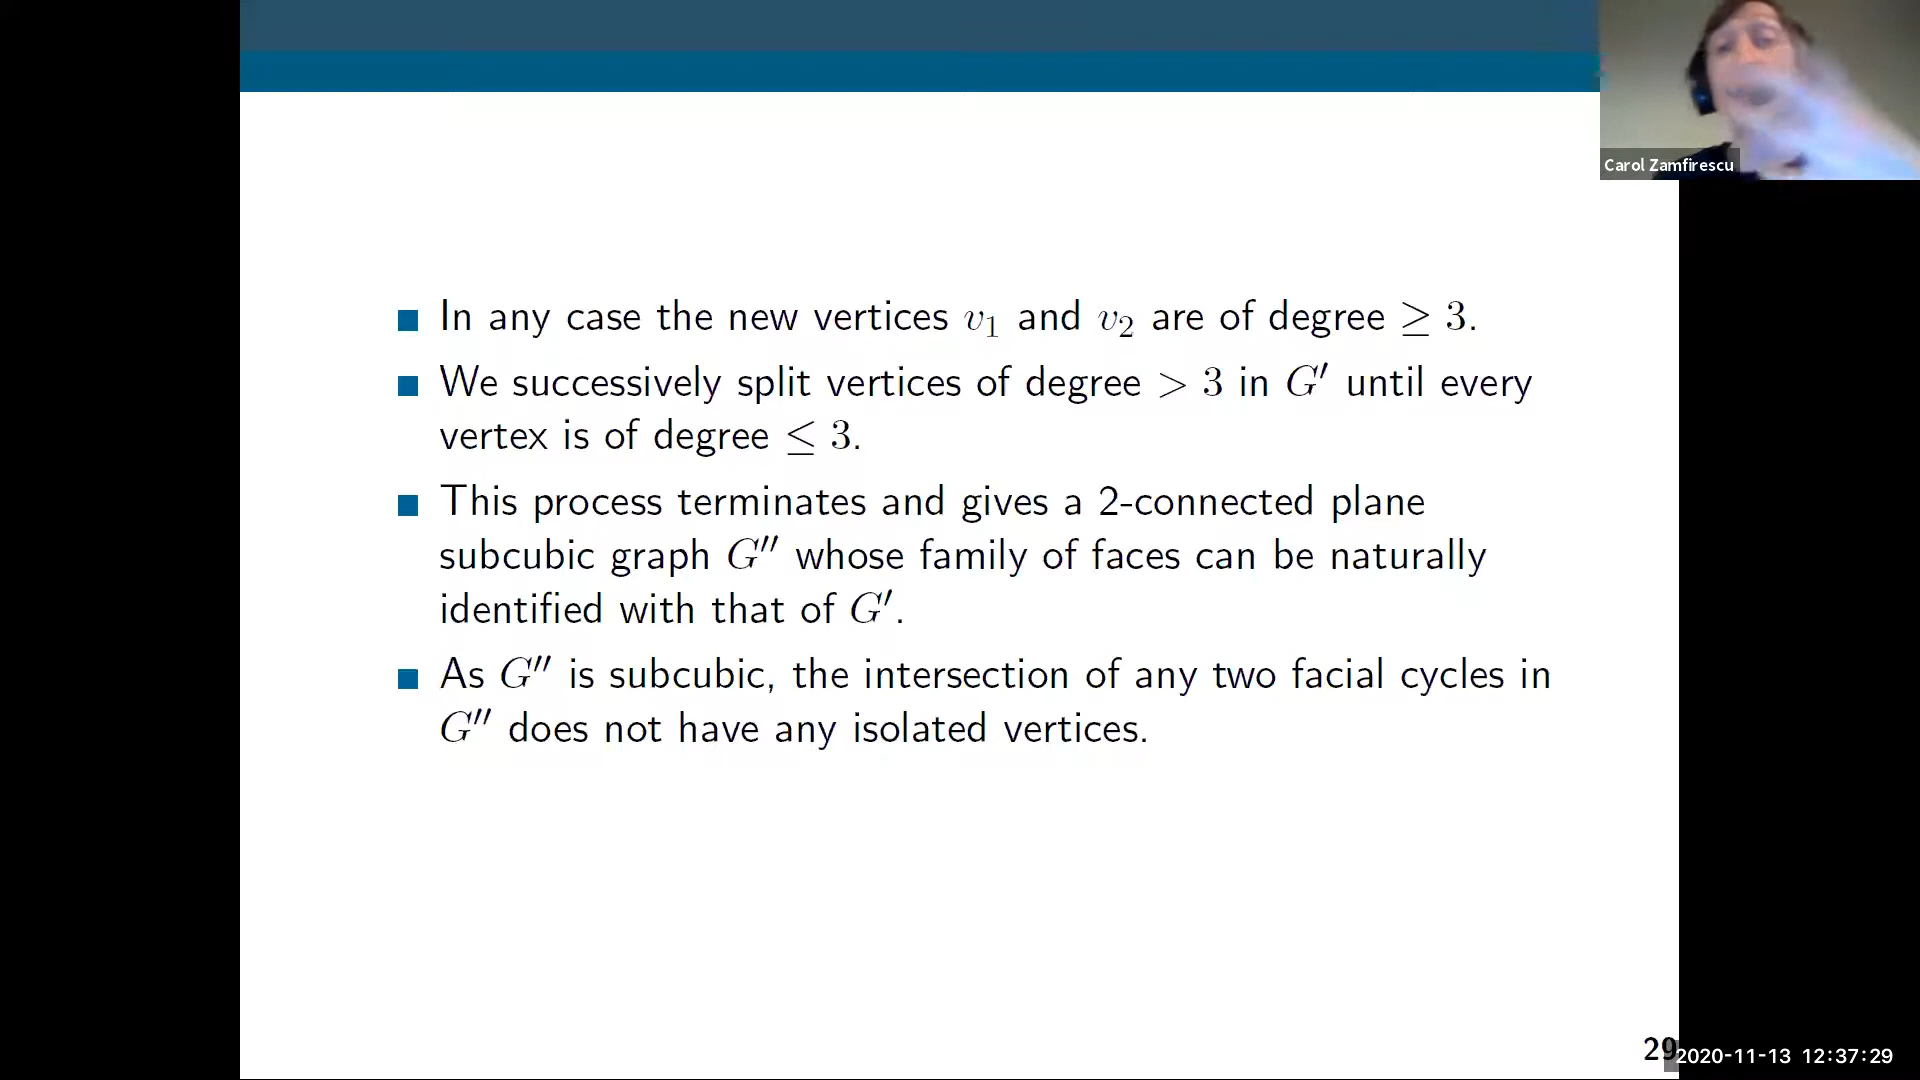 Carol Zamfirescu
■ In any case the new vertices v₁ and v₂ are of degree ≥ 3.
■ We successively split vertices of degree > 3 in G′ until every
vertex is of degree ≤ 3.
■ This process terminates and gives a 2-connected plane
subcubic graph G″ whose family of faces can be naturally
identified with that of G′.
■ As G″ is subcubic, the intersection of any two facial cycles in
G″ does not have any isolated vertices.
29
2020-11-13 12:37:29